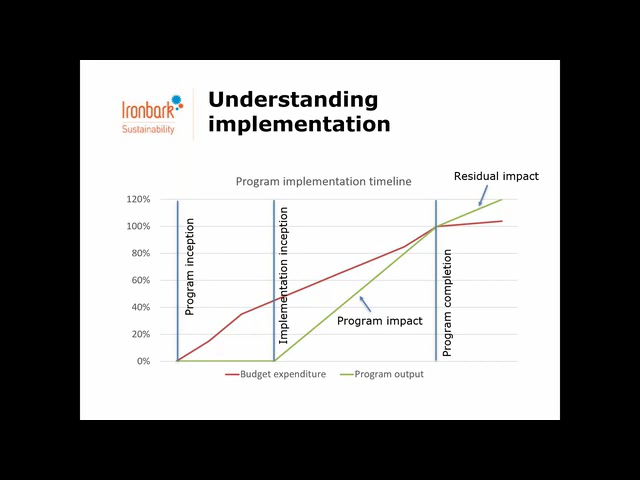 Understanding
implementation
Ironbark
Sustainability
Residual impact
Program implementation timeline
120%
100%
80%
60%
40%
20%
0%
Program inception
Implementation inception
Program impact
Program completion
Budget expenditure
Program output